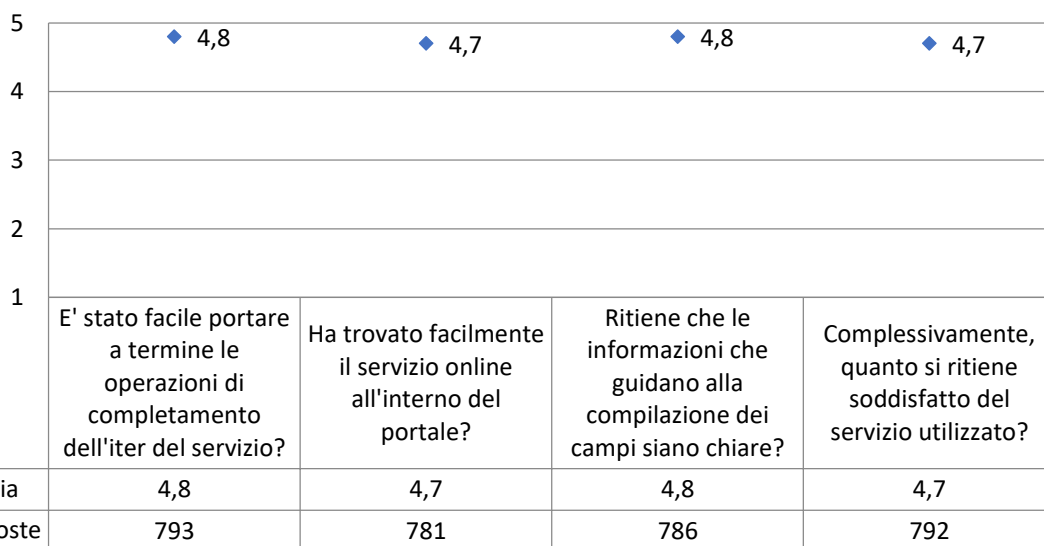 5
4,8
4,7
4,8
4,7
4
3
2
1
E' stato facile portare
a termine le
operazioni di
completamento
dell'iter del servizio?
Ha trovato facilmente
il servizio online
all'interno del
portale?
Ritiene che le
informazioni che
guidano alla
compilazione dei
campi siano chiare?
Complessivamente,
quanto si ritiene
soddisfatto del
servizio utilizzato?
ia 4,8 4,7 4,8 4,7
oste 793 781 786 792